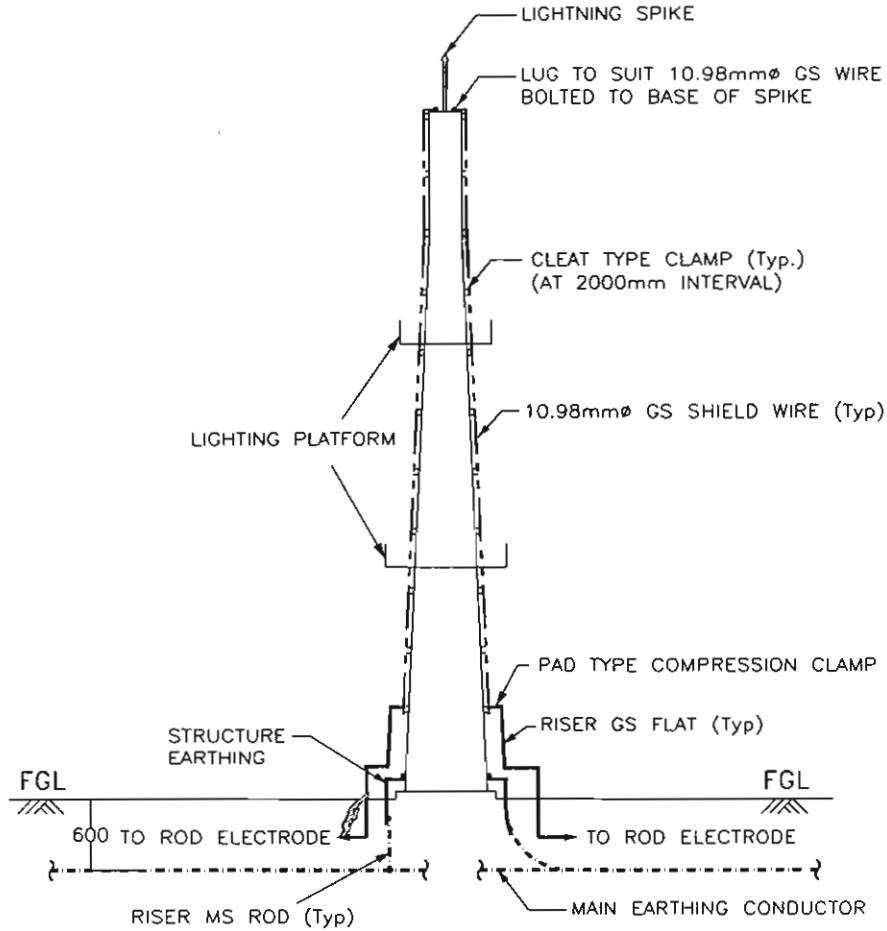 LIGHTNING SPIKE
LUG TO SUIT 10.98mmø GS WIRE
BOLTED TO BASE OF SPIKE
CLEAT TYPE CLAMP (Typ.)
(AT 2000mm INTERVAL)
10.98mmø GS SHIELD WIRE (Typ)
LIGHTING PLATFORM
PAD TYPE COMPRESSION CLAMP
RISER GS FLAT (Typ)
STRUCTURE
EARTHING
FGL
FGL
600 TO ROD ELECTRODE
TO ROD ELECTRODE
RISER MS ROD (Typ)
MAIN EARTHING CONDUCTOR